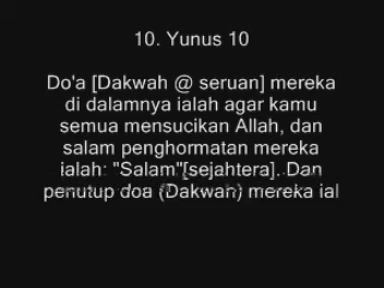 10. Yunus 10
Do'a [Dakwah @ seruan] mereka
di dalamnya ialah agar kamu
semua mensucikan Allah, dan
salam penghormatan mereka
ialah: "Salam"[sejahtera]. Dan
penutup doa (Dakwah) mereka ial